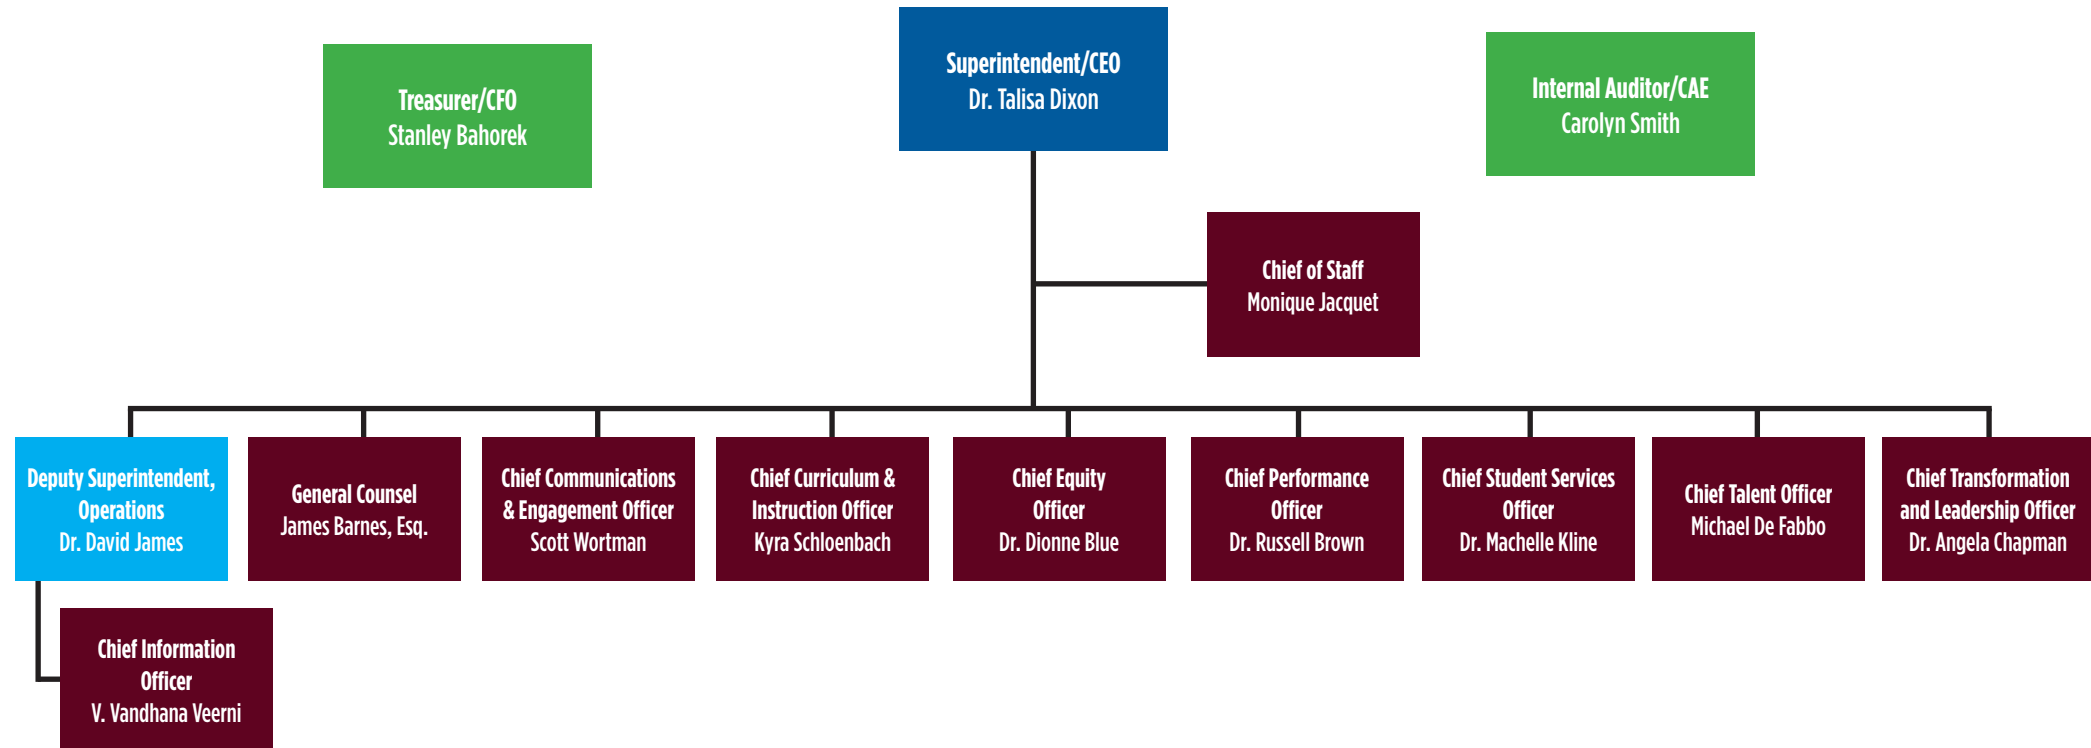 Treasurer/CFO
Stanley Bahorek
Superintendent/CEO
Dr. Talisa Dixon
Internal Auditor/CAE
Carolyn Smith
Chief of Staff
Monique Jacquet
Deputy Superintendent,
Operations
Dr. David James
General Counsel
James Barnes, Esq.
Chief Communications
& Engagement Officer
Scott Wortman
Chief Curriculum &
Instruction Officer
Kyra Schloenbach
Chief Equity
Officer
Dr. Dionne Blue
Chief Performance
Officer
Dr. Russell Brown
Chief Student Services
Officer
Dr. Machelle Kline
Chief Talent Officer
Michael De Fabbo
Chief Transformation
and Leadership Officer
Dr. Angela Chapman
Chief Information
Officer
V. Vandhana Veerni